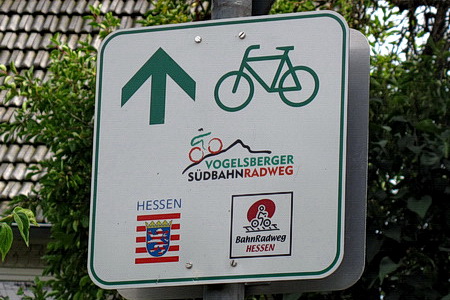 VOGELSBERGER
SÜDBAHNRADWEG
HESSEN
BahnRadweg
HESSEN